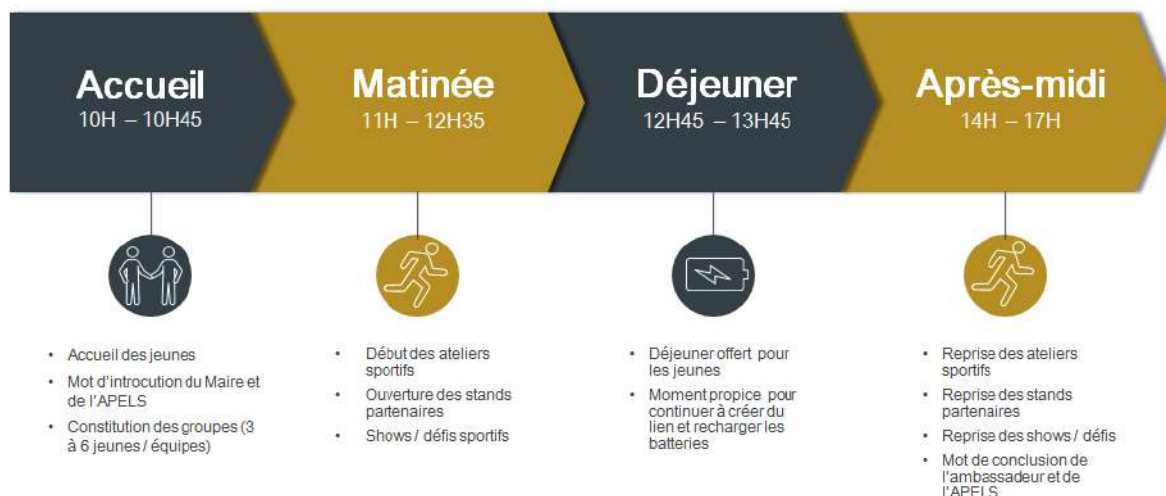 Accueil
10H – 10H45
Matinée
11H – 12H35
Déjeuner
12H45 – 13H45
Après-midi
14H – 17H
• Accueil des jeunes
• Mot d'introcution du Maire et
de l'APELS
• Constitution des groupes (3
à 6 jeunes / équipes)
• Début des ateliers
sportifs
• Ouverture des stands
partenaires
• Shows / défis sportifs
• Déjeuner offert pour
les jeunes
• Moment propice pour
continuer à créer du
lien et recharger les
batteries
• Reprise des ateliers
sportifs
• Reprise des stands
partenaires
• Reprise des shows / défis
• Mot de conclusion de
l'ambassadeur et de
l'APELS